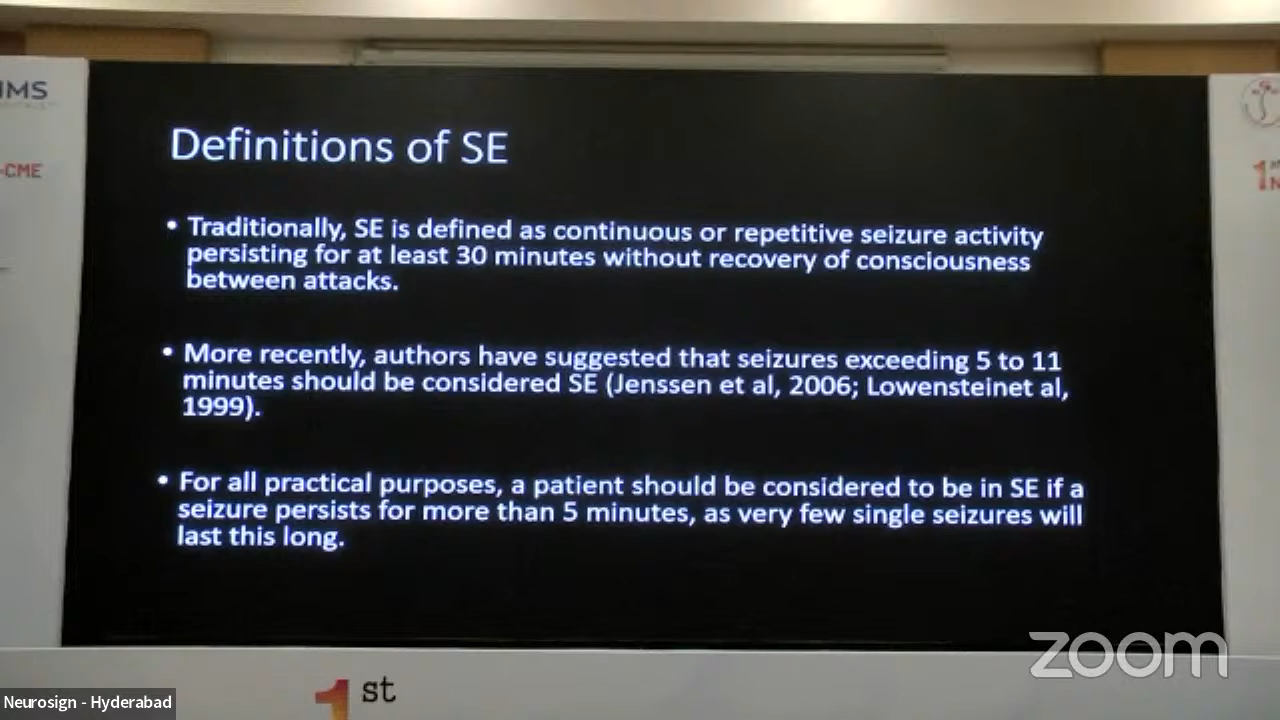 IMS
-CME
Definitions of SE
• Traditionally, SE is defined as continuous or repetitive seizure activity
persisting for at least 30 minutes without recovery of consciousness
between attacks.
• More recently, authors have suggested that seizures exceeding 5 to 11
minutes should be considered SE (Jenssen et al, 2006; Lowensteinet al,
1999).
• For all practical purposes, a patient should be considered to be in SE if a
seizure persists for more than 5 minutes, as very few single seizures will
last this long.
1
zoom
1st
Neurosign - Hyderabad